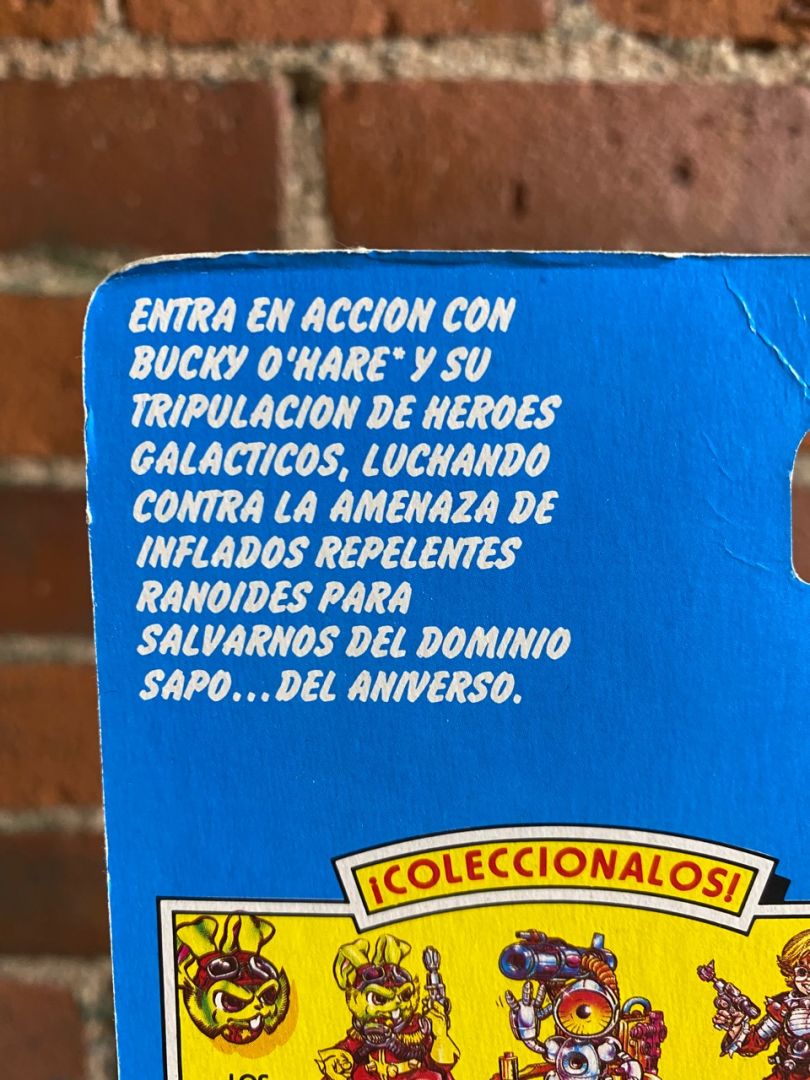 ENTRA EN ACCION CON
BUCKY O'HARE* Y SU
TRIPULACION DE HEROES
GALACTICOS, LUCHANDO
CONTRA LA AMENAZA DE
INFLADOS REPELENTES
RANOIDES PARA
SALVARNOS DEL DOMINIO
SAPO...DEL ANIVERSO.
¡COLECCIONALOS!
LOS